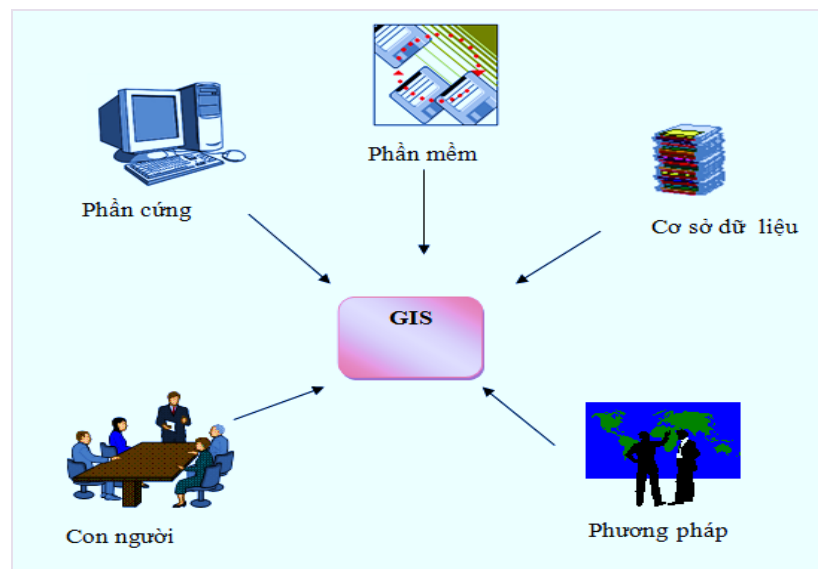 Phần mềm
Phần cứng
Cơ sở dữ liệu
GIS
Con người
Phương pháp